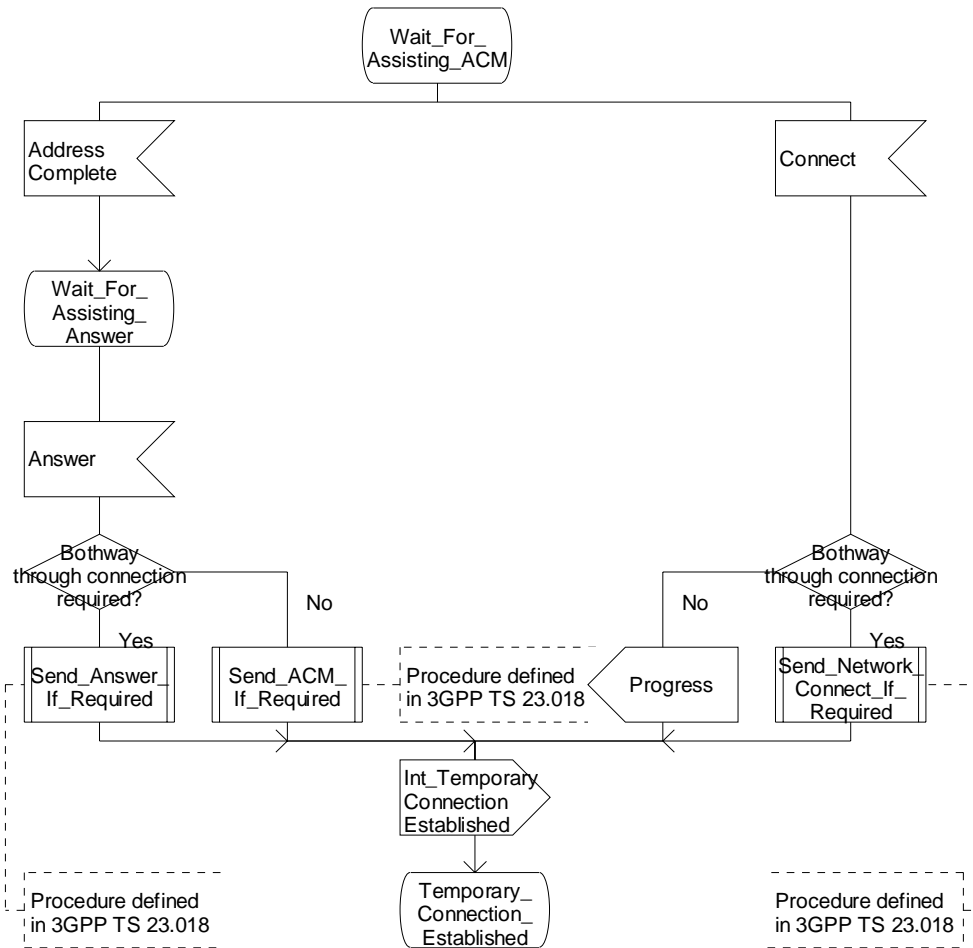 Wait_For_
Assisting_ACM
Address
Complete
Connect
Wait_For_
Assisting_
Answer
Answer
Bothway
through connection
required?
Bothway
through connection
required?
No
No
Yes
Yes
Send_Answer_
If_Required
Send_ACM_
If_Required
Procedure defined
in 3GPP TS 23.018
Progress
Send_Network_
Connect_If_
Required
Int_Temporary
Connection
Established
Procedure defined
in 3GPP TS 23.018
Temporary_
Connection_
Established
Procedure defined
in 3GPP TS 23.018